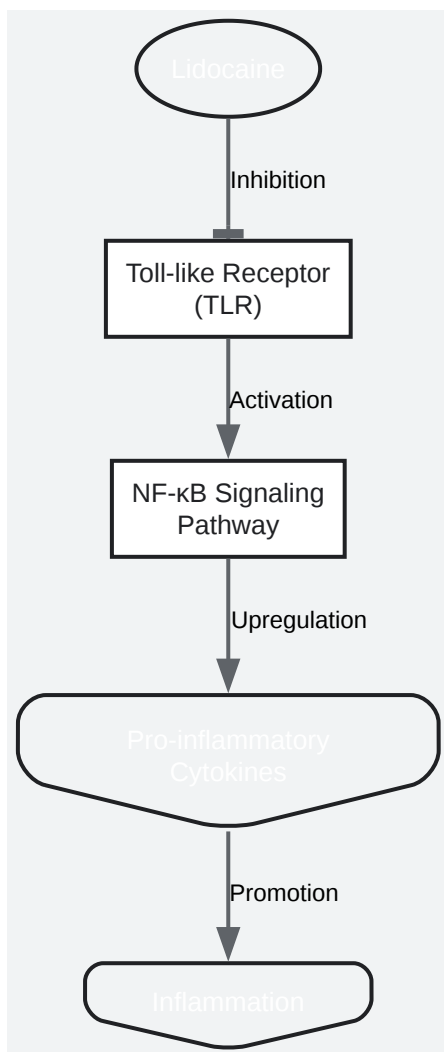 Lidocaine
Inhibition
Toll-like Receptor
(TLR)
Activation
NF-κB Signaling
Pathway
Upregulation
Pro-inflammatory
Cytokines
Promotion
Inflammation